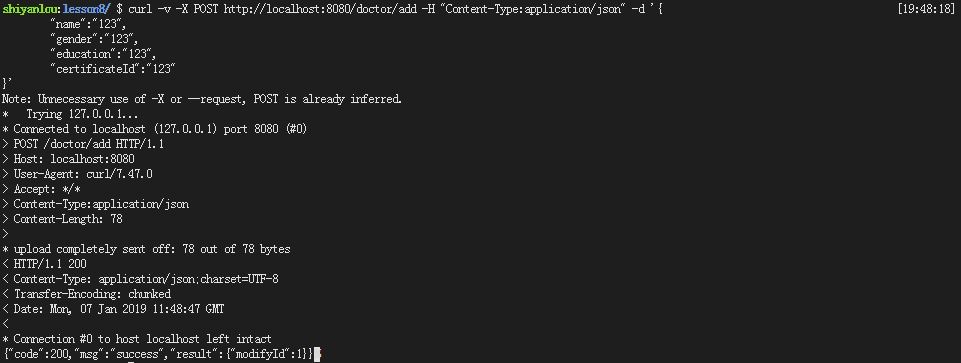 shiyanlou:lesson8/ $ curl -v -X POST http://localhost:8080/doctor/add -H "Content-Type:application/json" -d '{ [19:48:18]
"name":"123",
"gender":"123",
"education":"123",
"certificateId":"123"
}'
Note: Unnecessary use of -X or --request, POST is already inferred.
* Trying 127.0.0.1...
* Connected to localhost (127.0.0.1) port 8080 (#0)
> POST /doctor/add HTTP/1.1
> Host: localhost:8080
> User-Agent: curl/7.47.0
> Accept: */*
> Content-Type:application/json
> Content-Length: 78
>
* upload completely sent off: 78 out of 78 bytes
< HTTP/1.1 200
< Content-Type: application/json;charset=UTF-8
< Transfer-Encoding: chunked
< Date: Mon, 07 Jan 2019 11:48:47 GMT
<
* Connection #0 to host localhost left intact
{"code":200,"msg":"success","result":{"modifyId":1}}